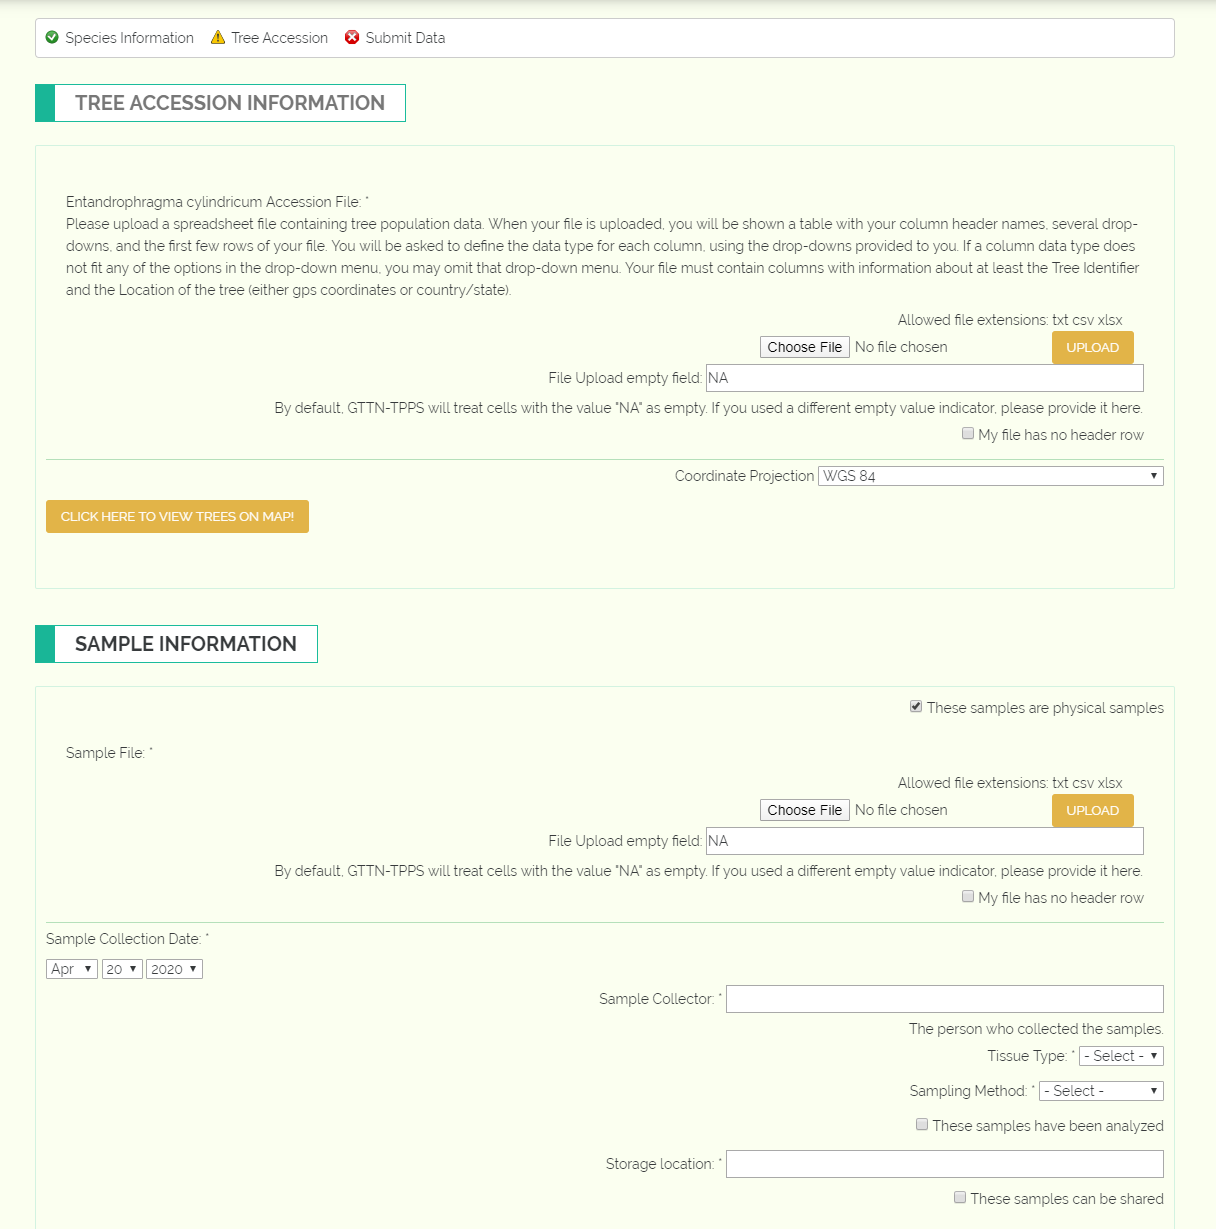 Species Information Tree Accession Submit Data
TREE ACCESSION INFORMATION
Entandrophragma cylindricum Accession File: *
Please upload a spreadsheet file containing tree population data. When your file is uploaded, you will be shown a table with your column header names, several drop-
downs, and the first few rows of your file. You will be asked to define the data type for each column, using the drop-downs provided to you. If a column data type does
not fit any of the options in the drop-down menu, you may omit that drop-down menu. Your file must contain columns with information about at least the Tree Identifier
and the Location of the tree (either gps coordinates or country/state).
Allowed file extensions: txt csv xlsx
Choose File No file chosen UPLOAD
File Upload empty field: NA
By default, GTTN-TPPS will treat cells with the value "NA" as empty. If you used a different empty value indicator, please provide it here.
My file has no header row
Coordinate Projection WGS 84
CLICK HERE TO VIEW TREES ON MAP!
SAMPLE INFORMATION
These samples are physical samples
Sample File: *
Allowed file extensions: txt csv xlsx
Choose File No file chosen UPLOAD
File Upload empty field: NA
By default, GTTN-TPPS will treat cells with the value "NA" as empty. If you used a different empty value indicator, please provide it here.
My file has no header row
Sample Collection Date: *
Apr 20 2020
Sample Collector: *
The person who collected the samples.
Tissue Type: * - Select -
Sampling Method: * - Select -
These samples have been analyzed
Storage location: *
These samples can be shared